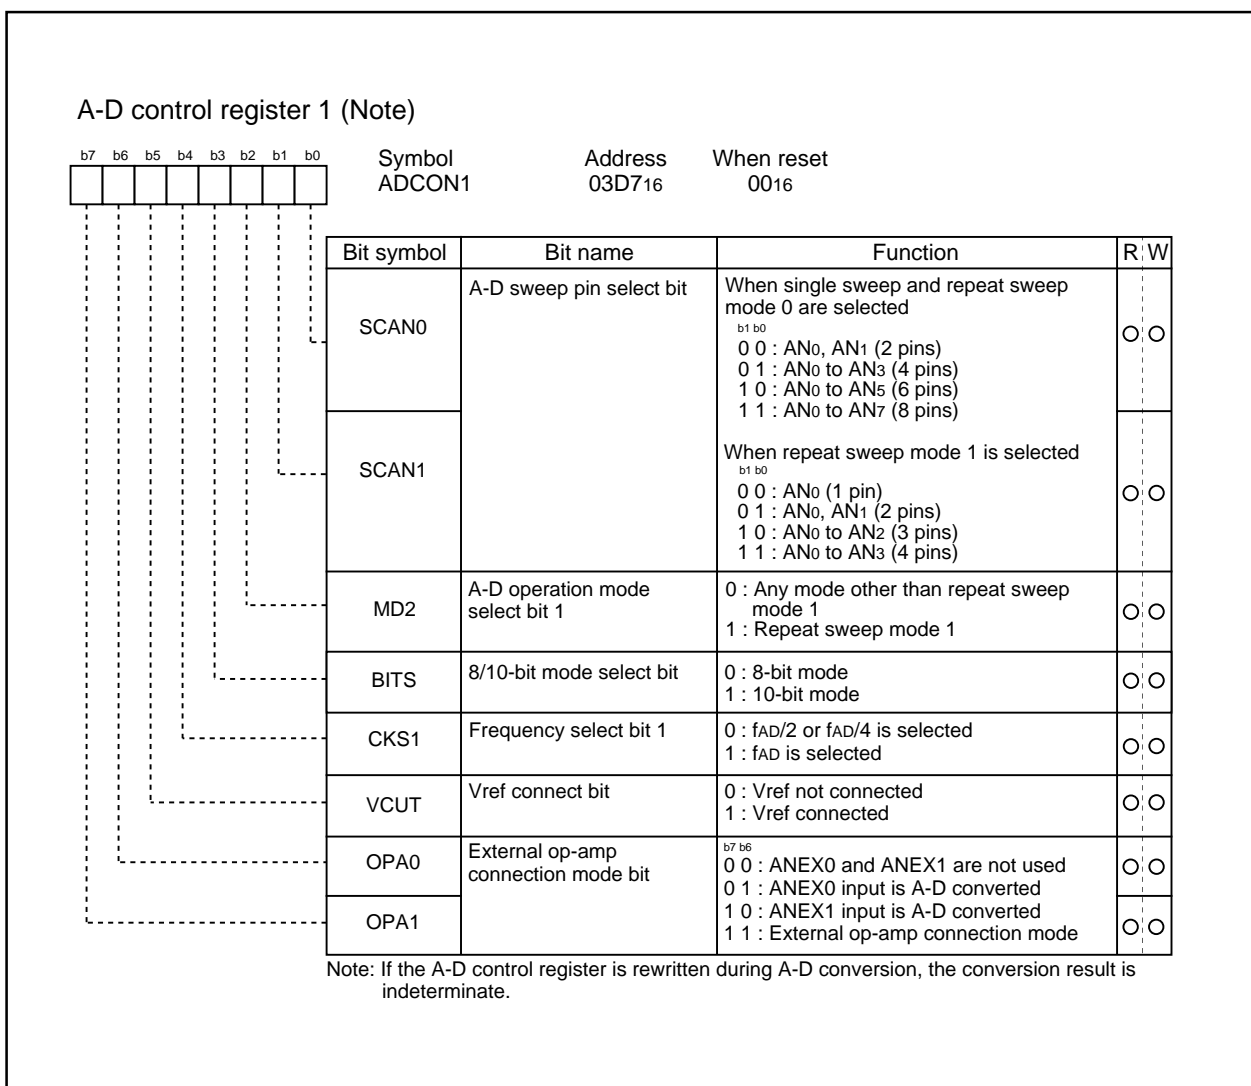 A-D control register 1 (Note)
b7 b6 b5 b4 b3 b2 b1 b0
Symbol Address When reset
ADCON1 03D716 0016
Bit symbol Bit name Function R W
SCAN0
A-D sweep pin select bit
When single sweep and repeat sweep
mode 0 are selected
b1 b0
0 0 : AN0, AN1 (2 pins)
0 1 : AN0 to AN3 (4 pins)
1 0 : AN0 to AN5 (6 pins)
1 1 : AN0 to AN7 (8 pins)
SCAN1
When repeat sweep mode 1 is selected
b1 b0
0 0 : AN0 (1 pin)
0 1 : AN0, AN1 (2 pins)
1 0 : AN0 to AN2 (3 pins)
1 1 : AN0 to AN3 (4 pins)
MD2
A-D operation mode
select bit 1
0 : Any mode other than repeat sweep
mode 1
1 : Repeat sweep mode 1
BITS
8/10-bit mode select bit
0 : 8-bit mode
1 : 10-bit mode
CKS1
Frequency select bit 1
0 : fAD/2 or fAD/4 is selected
1 : fAD is selected
VCUT
Vref connect bit
0 : Vref not connected
1 : Vref connected
OPA0
External op-amp
connection mode bit
b7 b6
0 0 : ANEX0 and ANEX1 are not used
0 1 : ANEX0 input is A-D converted
OPA1
1 0 : ANEX1 input is A-D converted
1 1 : External op-amp connection mode
Note: If the A-D control register is rewritten during A-D conversion, the conversion result is
indeterminate.